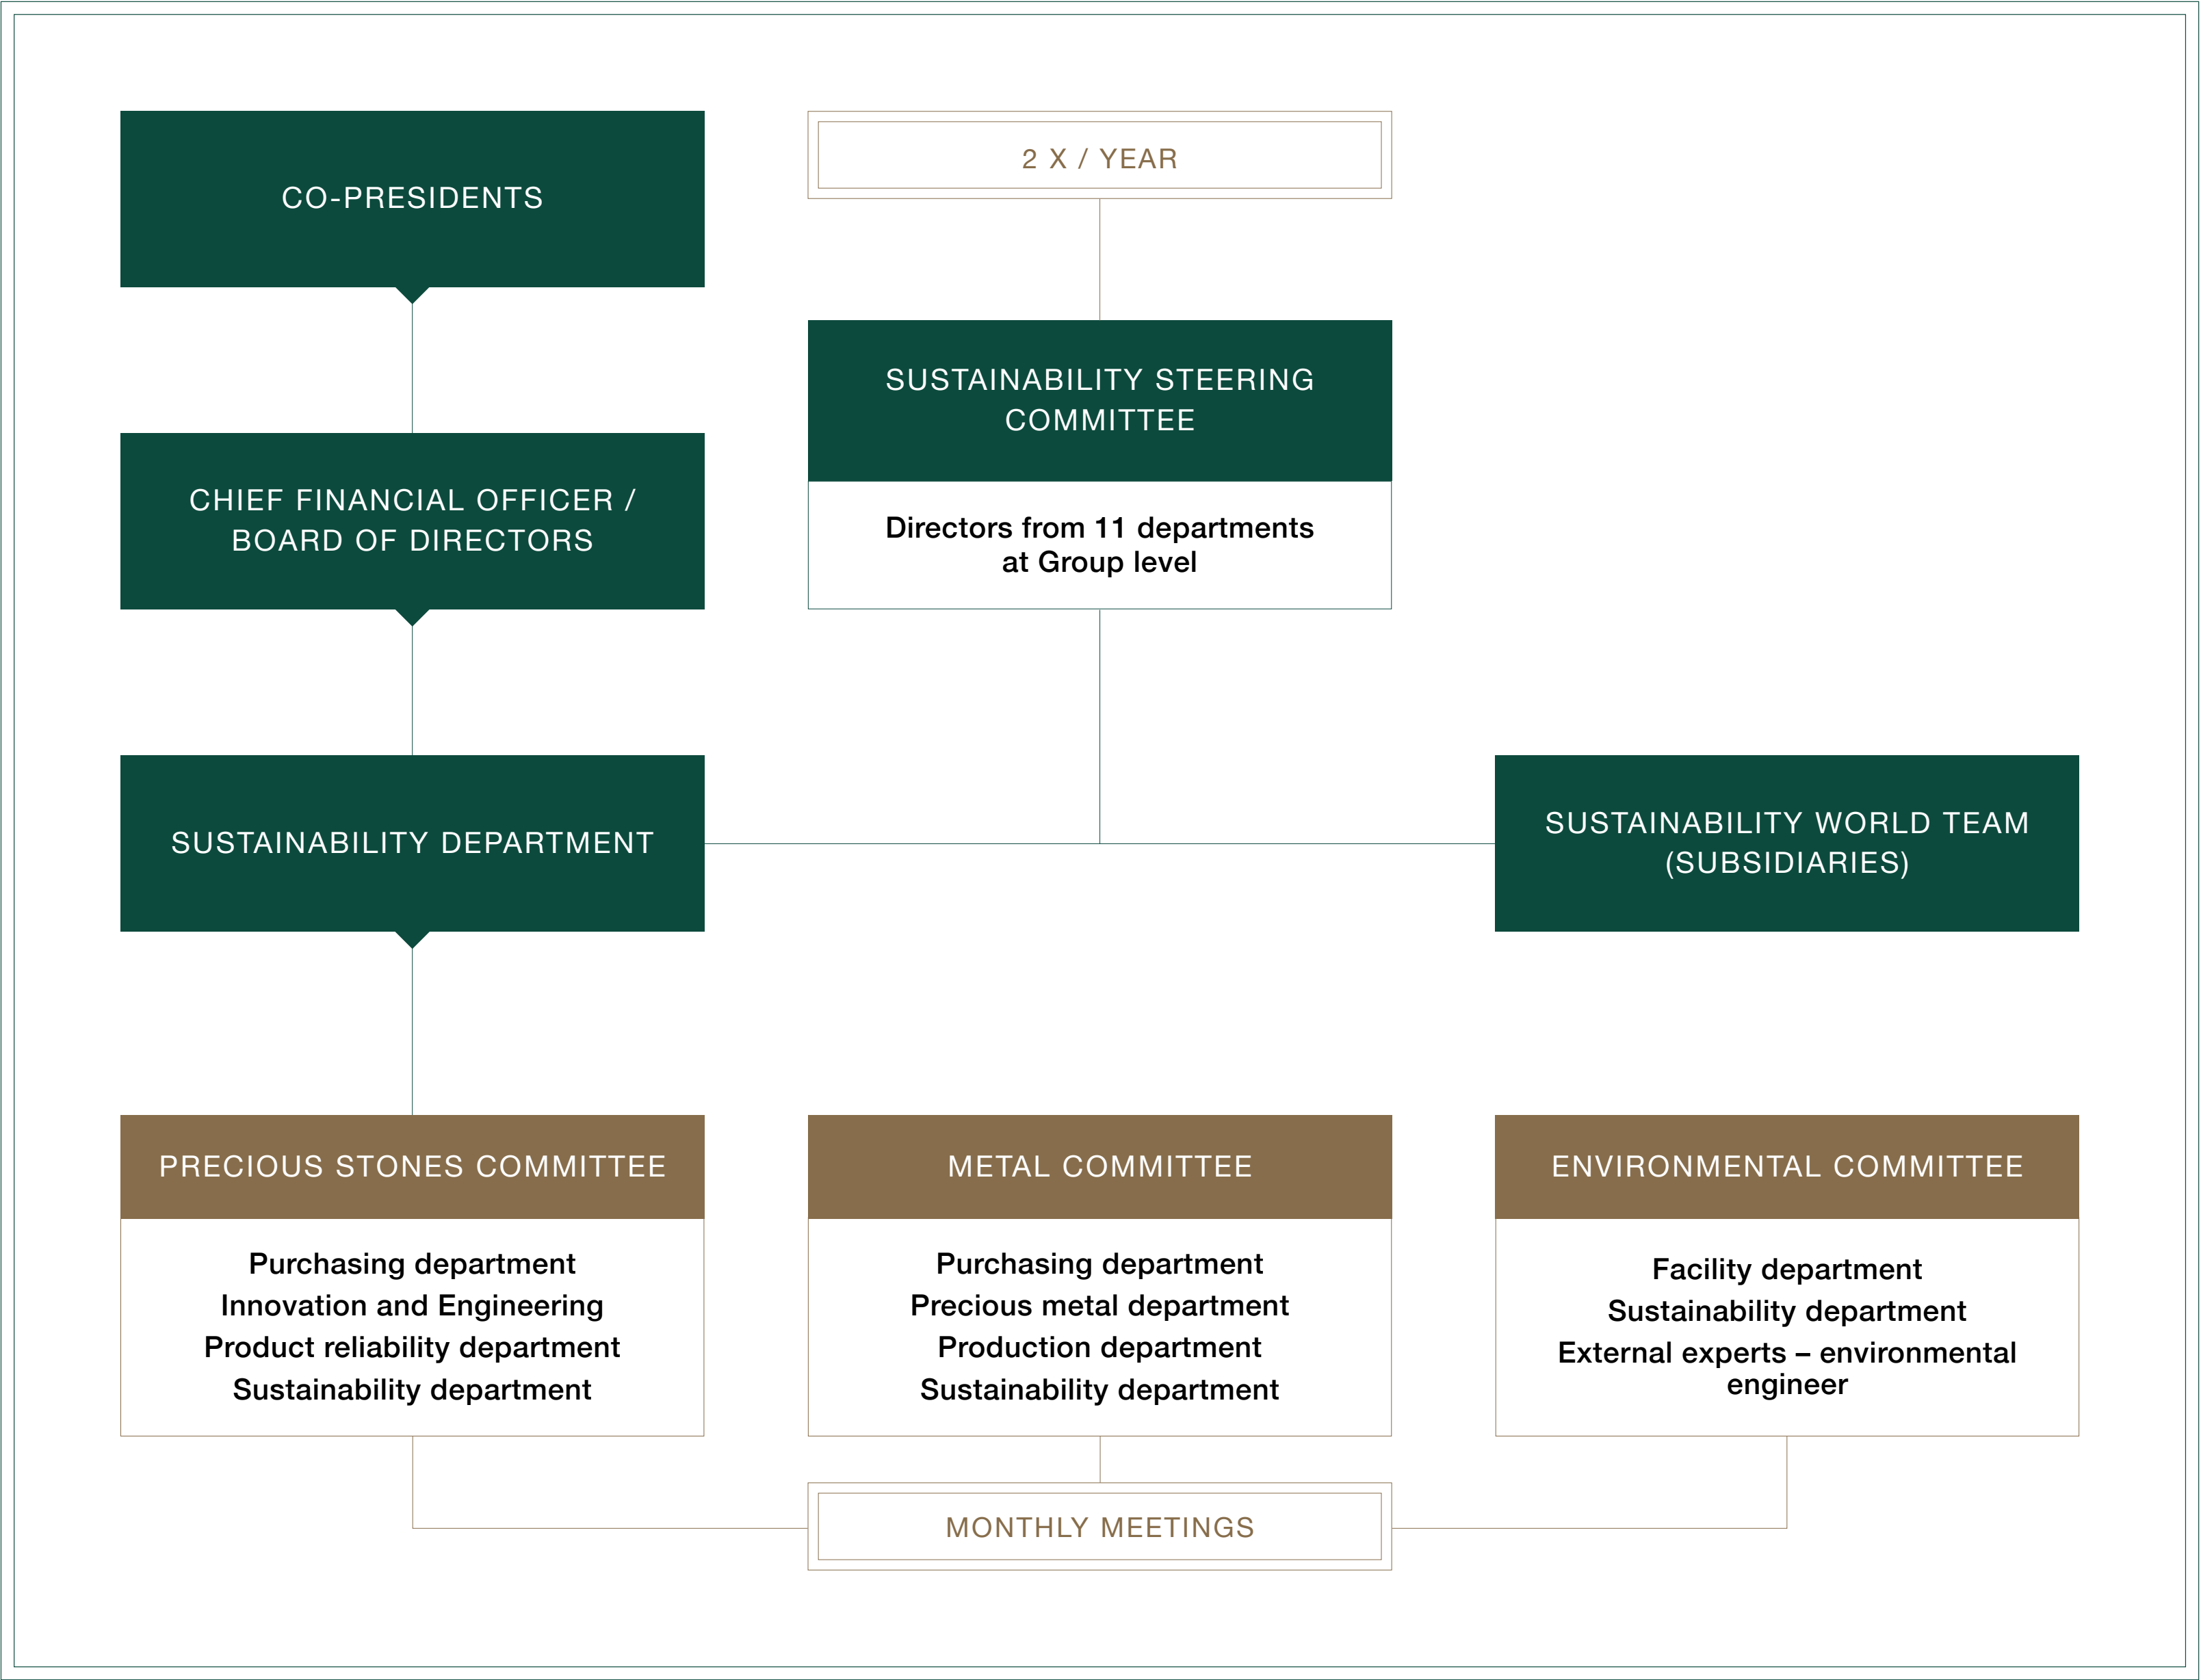 CO-PRESIDENTS
2 X / YEAR
SUSTAINABILITY STEERING
COMMITTEE
Directors from 11 departments
at Group level
CHIEF FINANCIAL OFFICER /
BOARD OF DIRECTORS
SUSTAINABILITY DEPARTMENT
SUSTAINABILITY WORLD TEAM
(SUBSIDIARIES)
PRECIOUS STONES COMMITTEE
Purchasing department
Innovation and Engineering
Product reliability department
Sustainability department
METAL COMMITTEE
Purchasing department
Precious metal department
Production department
Sustainability department
ENVIRONMENTAL COMMITTEE
Facility department
Sustainability department
External experts – environmental
engineer
MONTHLY MEETINGS